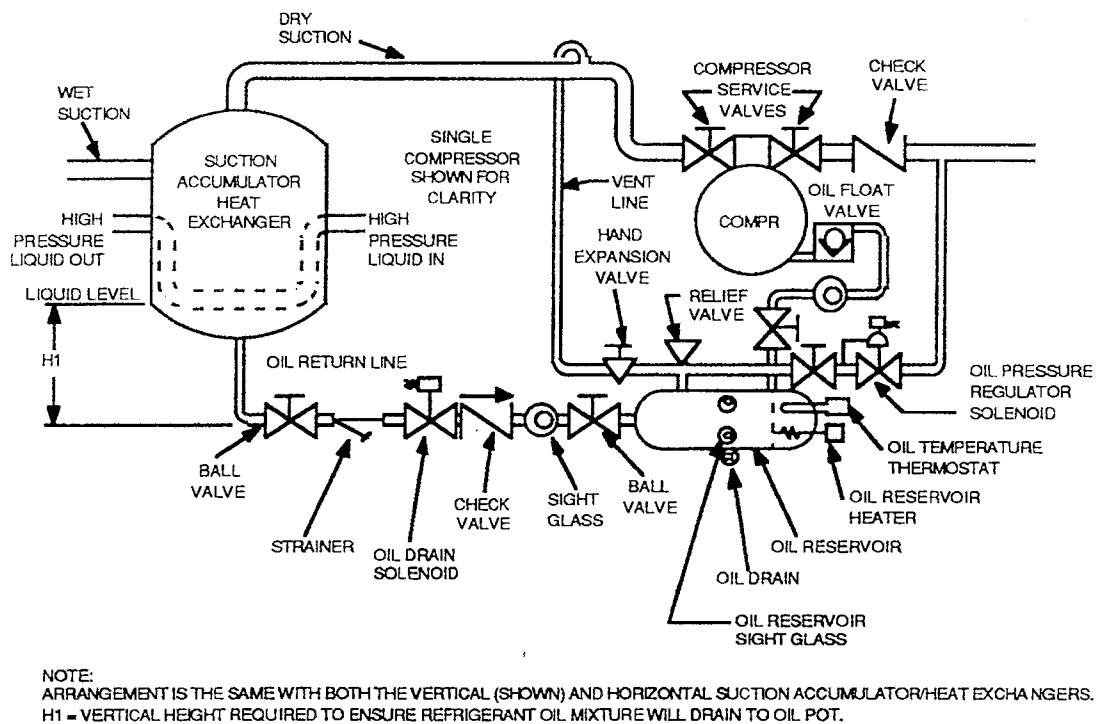 DRY
SUCTION
WET
SUCTION
SUCTION
ACCUMULATOR
HEAT
EXCHANGER
HIGH
PRESSURE
LIQUID OUT
HIGH
PRESSURE
LIQUID IN
LIQUID LEVEL
H1
SINGLE
COMPRESSOR
SHOWN FOR
CLARITY
COMPRESSOR
SERVICE
VALVES
CHECK
VALVE
VENT
LINE
COMPR
OIL FLOAT
VALVE
HAND
EXPANSION
VALVE
RELIEF
VALVE
OIL RETURN LINE
OIL PRESSURE
REGULATOR
SOLENOID
OIL TEMPERATURE
THERMOSTAT
OIL RESERVOIR
HEATER
BALL
VALVE
STRAINER
OIL DRAIN
SOLENOID
CHECK
VALVE
SIGHT
GLASS
BALL
VALVE
OIL RESERVOIR
OIL DRAIN
OIL RESERVOIR
SIGHT GLASS
NOTE:
ARRANGEMENT IS THE SAME WITH BOTH THE VERTICAL (SHOWN) AND HORIZONTAL SUCTION ACCUMULATOR/HEAT EXCHANGERS.
H1 = VERTICAL HEIGHT REQUIRED TO ENSURE REFRIGERANT OIL MIXTURE WILL DRAIN TO OIL POT.